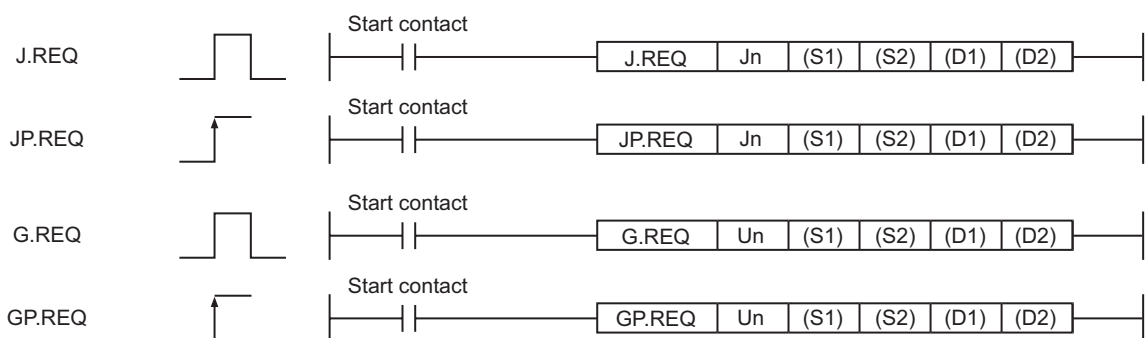 Start contact
J.REQ J.REQ Jn (S1) (S2) (D1) (D2)
Start contact
JP.REQ JP.REQ Jn (S1) (S2) (D1) (D2)
Start contact
G.REQ G.REQ Un (S1) (S2) (D1) (D2)
Start contact
GP.REQ GP.REQ Un (S1) (S2) (D1) (D2)